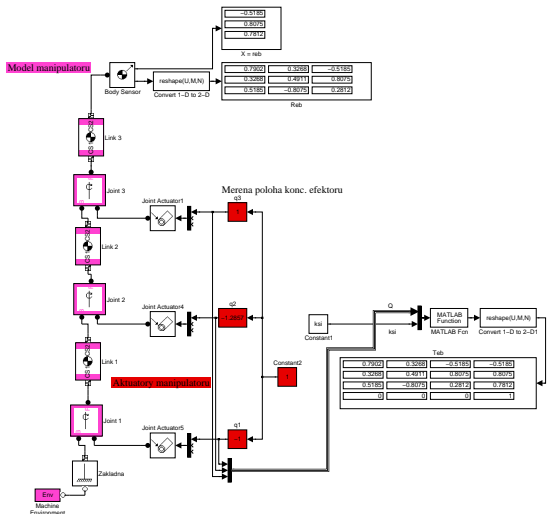 -0.5185
0.8075
0.7812
X = reb
Model manipulatoru
Body Sensor
reshape(U,M,N)
Convert 1-D to 2-D
0.7902 0.3268 -0.5185
0.3268 0.4911 0.8075
0.5185 -0.8075 0.2812
Reb
Link 3
Joint 3
Joint Actuator1
Merena poloha konc. efektoru
q3
Link 2
Joint 2
Joint Actuator4
q2
Q
ksi
Constant1
ksi
MATLAB
Function
MATLAB Fcn
reshape(U,M,N)
Convert 1-D to 2-D1
Teb
0.7902 0.3268 -0.5185 -0.5185
0.3268 0.4911 0.8075 0.8075
0.5185 -0.8075 0.2812 0.7812
0 0 0 1
Link 1
Aktuatory manipulatoru
Constant2
Joint 1
Joint Actuator5
q1
Zakladna
Env
Machine
Environment